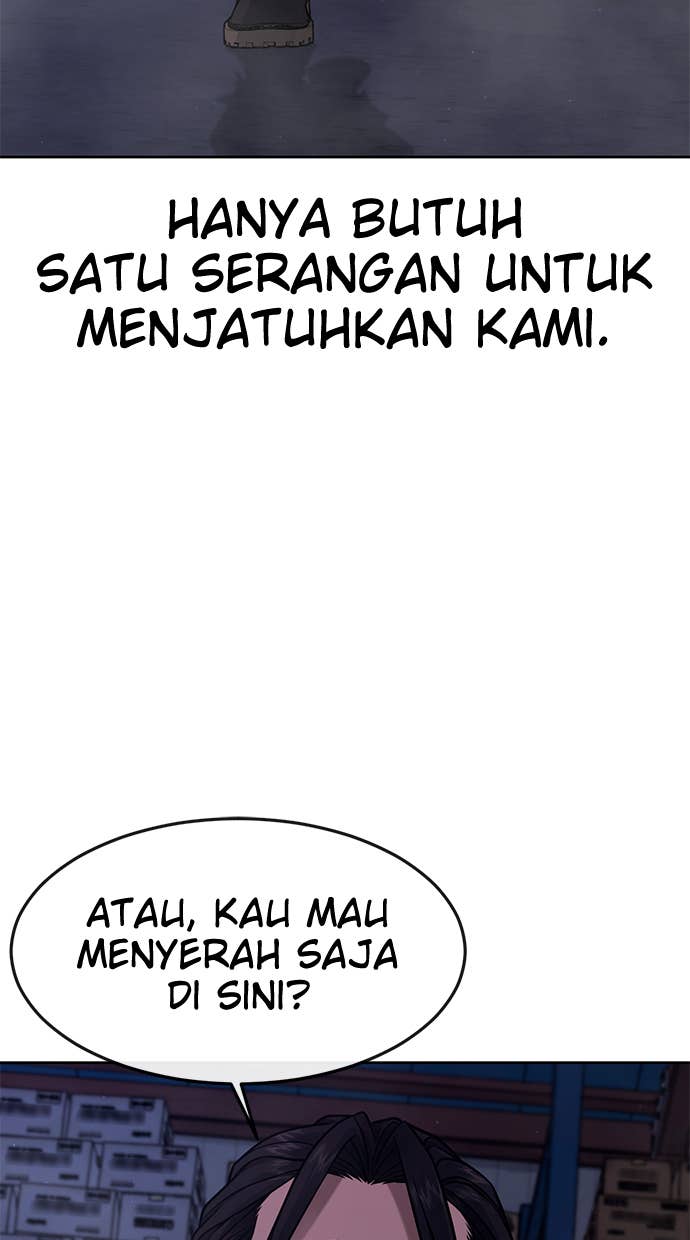 HANYA BUTUH
SATU SERANGAN UNTUK
MENJATUHKAN KAMI.
ATAU, KAU MAU
MENYERAH SAJA
DI SINI?